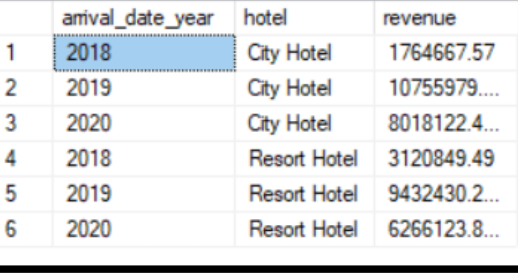 arrival_date_year hotel revenue
1 2018 City Hotel 1764667.57
2 2019 City Hotel 10755979....
3 2020 City Hotel 8018122.4...
4 2018 Resort Hotel 3120849.49
5 2019 Resort Hotel 9432430.2...
6 2020 Resort Hotel 6266123.8...